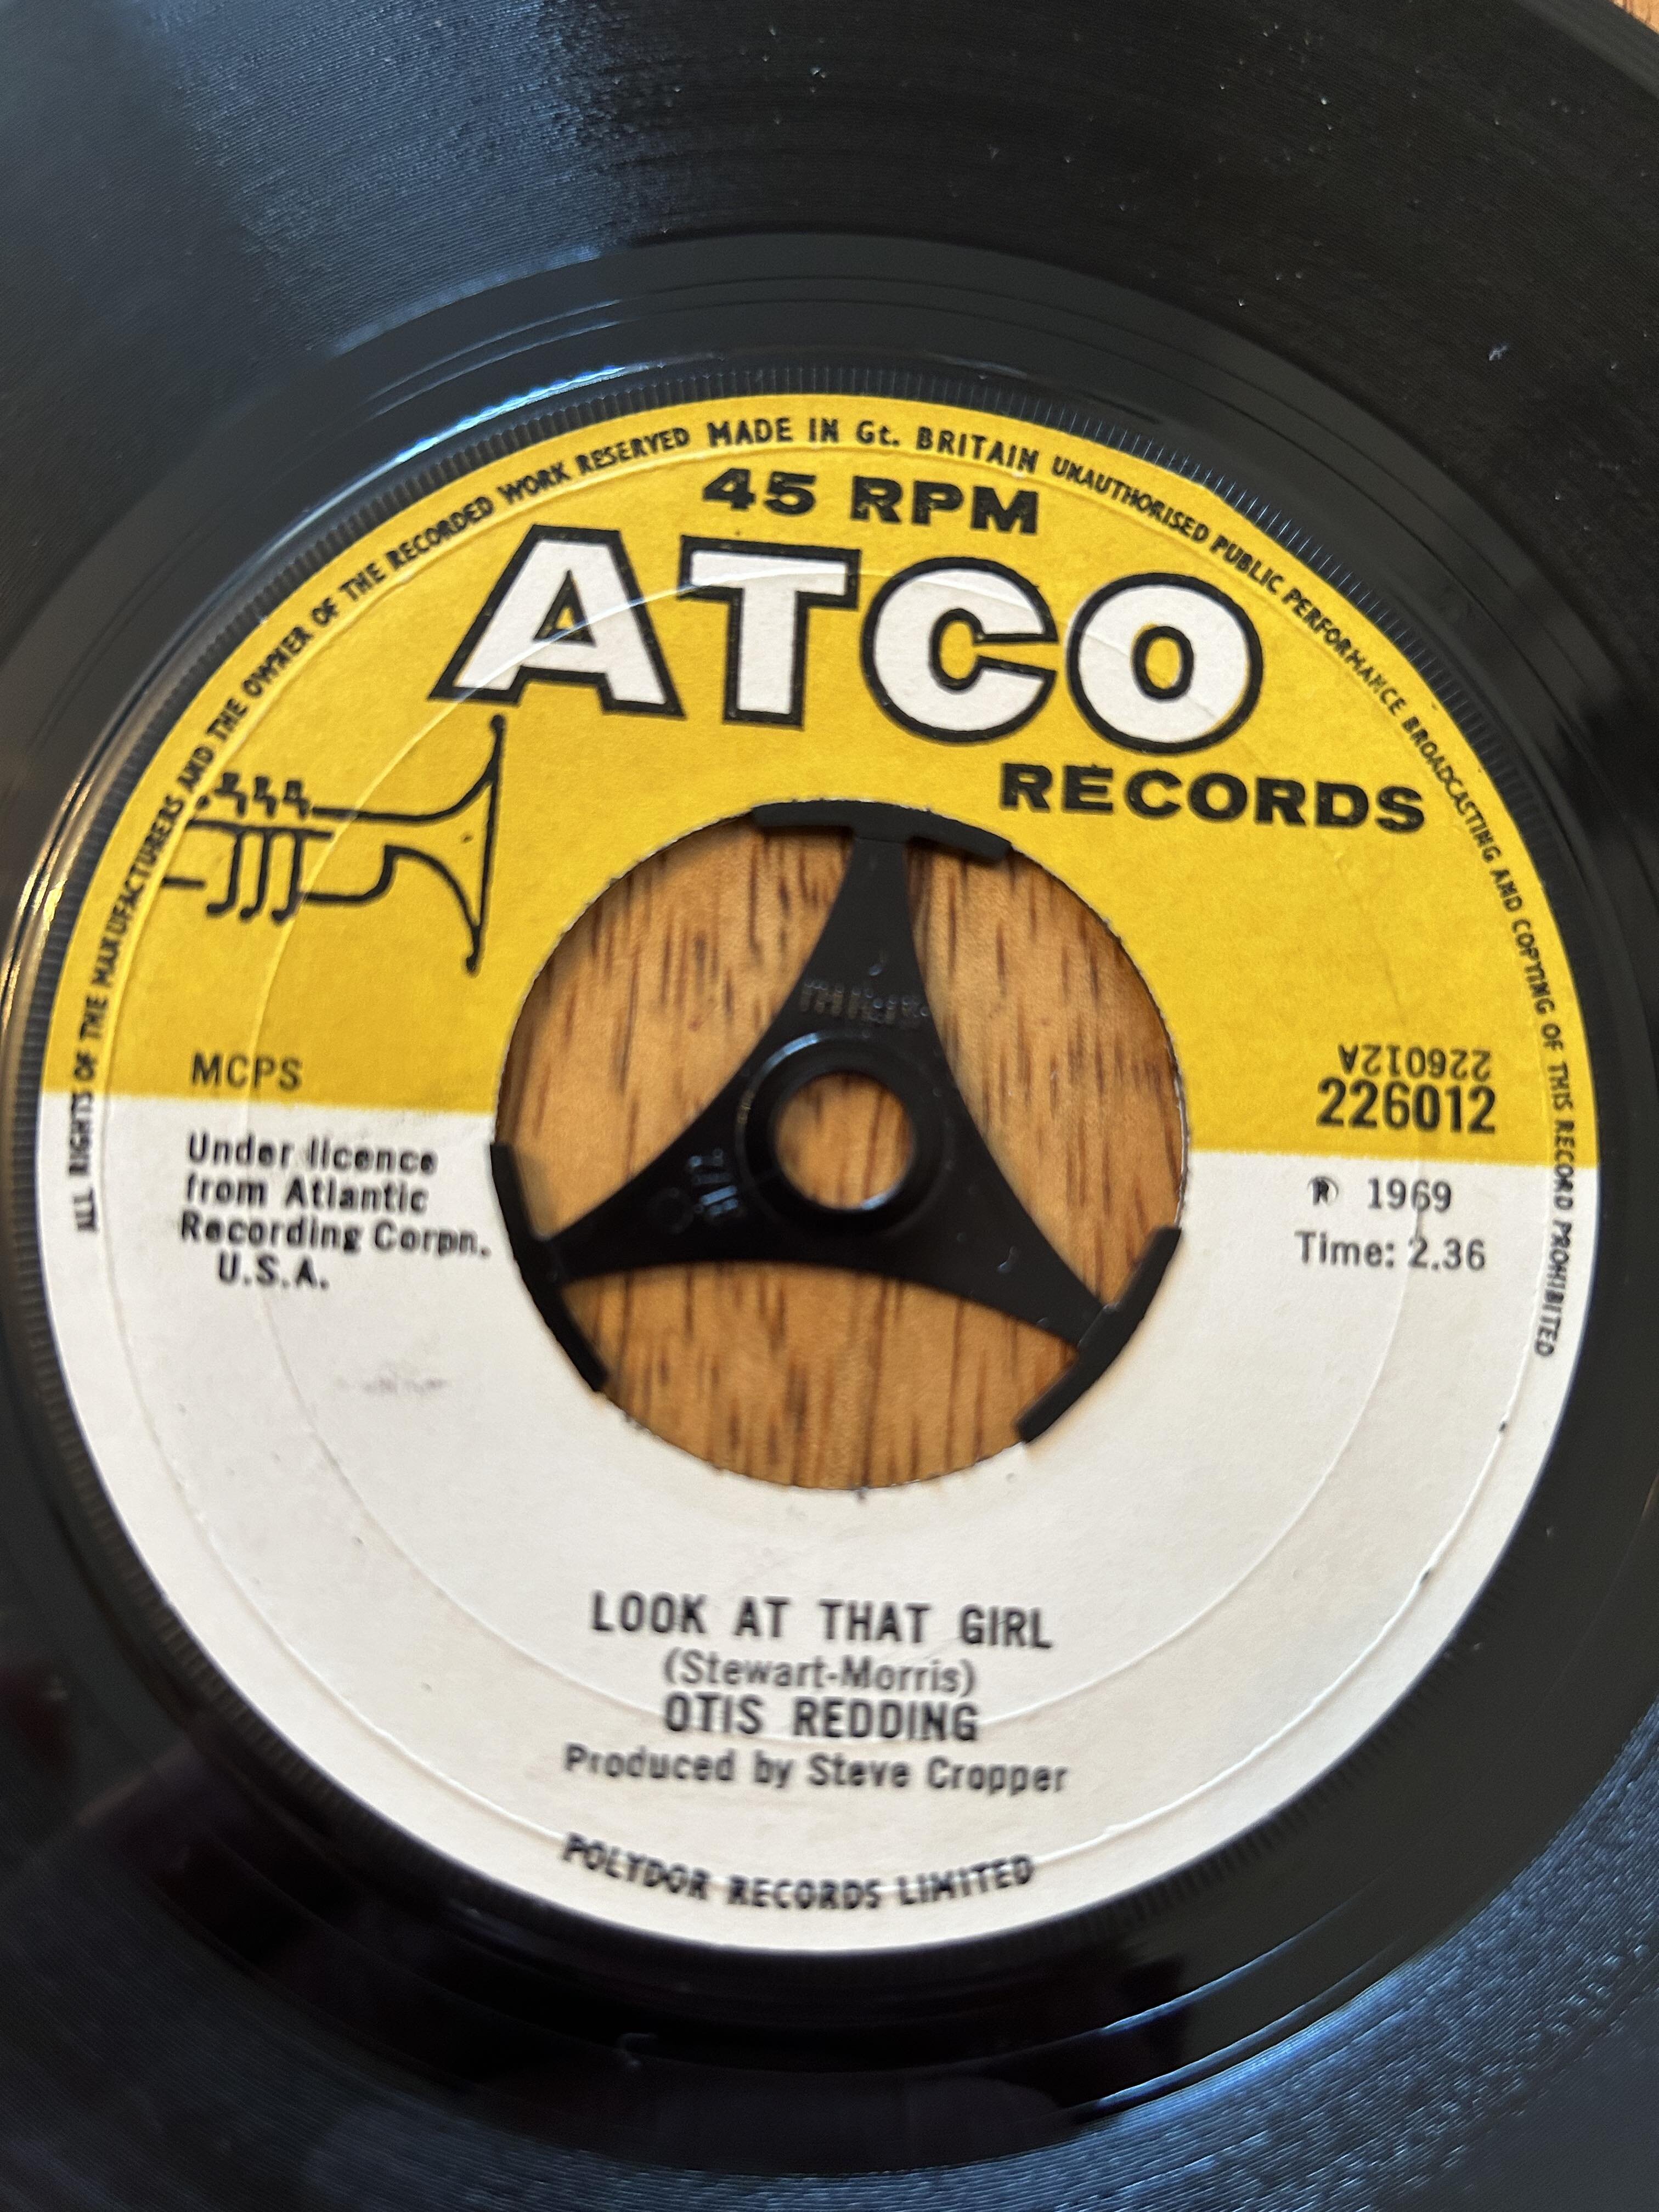 ALL RIGHTS OF THE MANUFACTURERS AND THE OWNER OF THE RECORDED WORK RESERVED MADE IN Gt. BRITAIN UNAUTHORISED PUBLIC PERFORMANCE BROADCASTING AND COPYING OF THIS RECORD PROHIBITED
45 RPM
ATCO
RECORDS
MCPS
226012A
226012
Under licence
from Atlantic
Recording Corpn.
U.S.A.
℗ 1969
Time: 2.36
LOOK AT THAT GIRL
(Stewart-Morris)
OTIS REDDING
Produced by Steve Cropper
POLYDOR RECORDS LIMITED